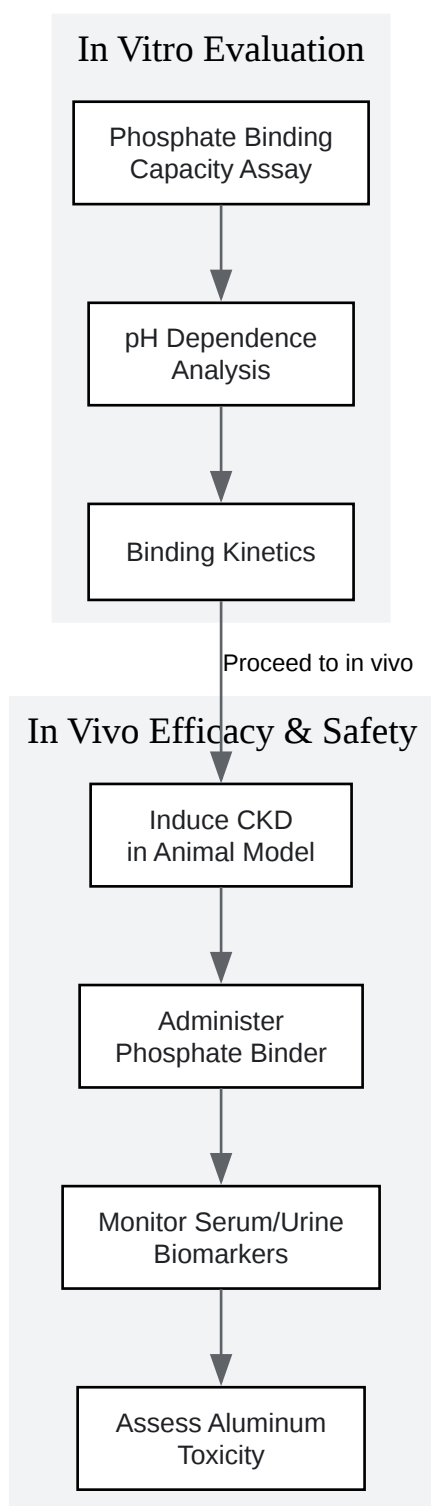 In Vitro Evaluation
Phosphate Binding
Capacity Assay
pH Dependence
Analysis
Binding Kinetics
Proceed to in vivo
In Vivo Efficacy & Safety
Induce CKD
in Animal Model
Administer
Phosphate Binder
Monitor Serum/Urine
Biomarkers
Assess Aluminum
Toxicity